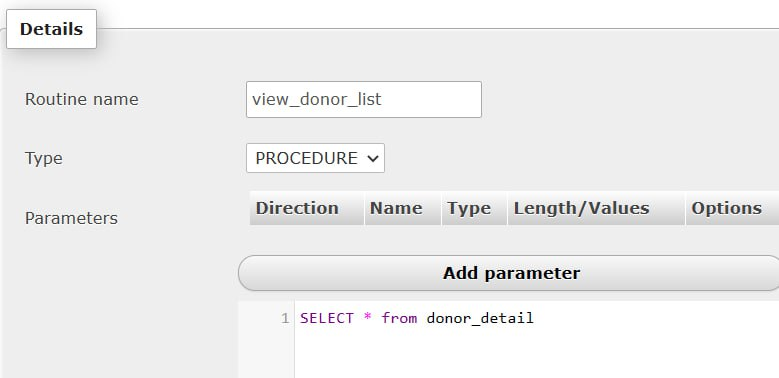 Details
Routine name view_donor_list
Type PROCEDURE
Parameters Direction Name Type Length/Values Options
Add parameter
1 SELECT * from donor_detail